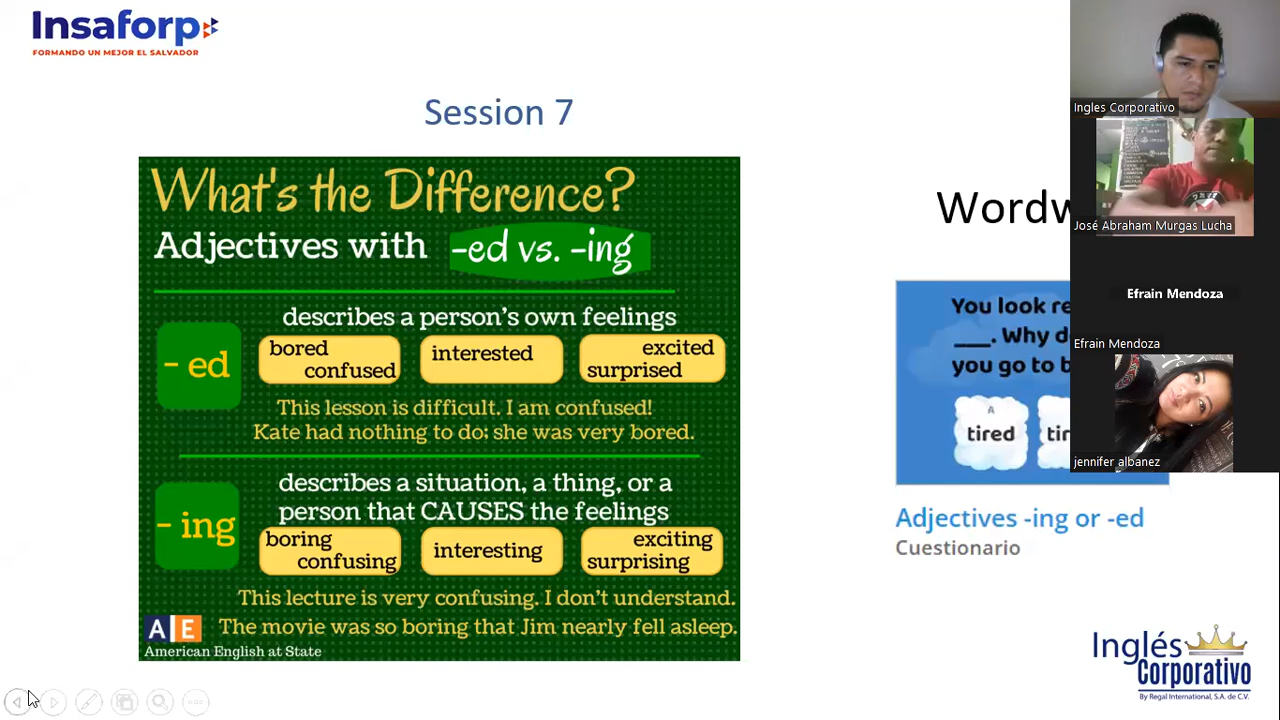 Insaforp
FORMANDO UN MEJOR EL SALVADOR
Session 7
What's the Difference?
Adjectives with -ed vs. -ing
describes a person's own feelings
- ed
bored
confused
interested
excited
surprised
This lesson is difficult. I am confused!
Kate had nothing to do; she was very bored.
describes a situation, a thing, or a
person that CAUSES the feelings
- ing
boring
confusing
interesting
exciting
surprising
This lecture is very confusing. I don't understand.
The movie was so boring that Jim nearly fell asleep.
A E
American English at State
You look
___. Why
you go to
A
tired
Adjectives -ing or -ed
Cuestionario
Inglés
Corporativo
By Regal International, S.A. de C.V.
Ingles Corporativo
José Abraham Murgas Lucha
Efrain Mendoza
Efrain Mendoza
jennifer albanez